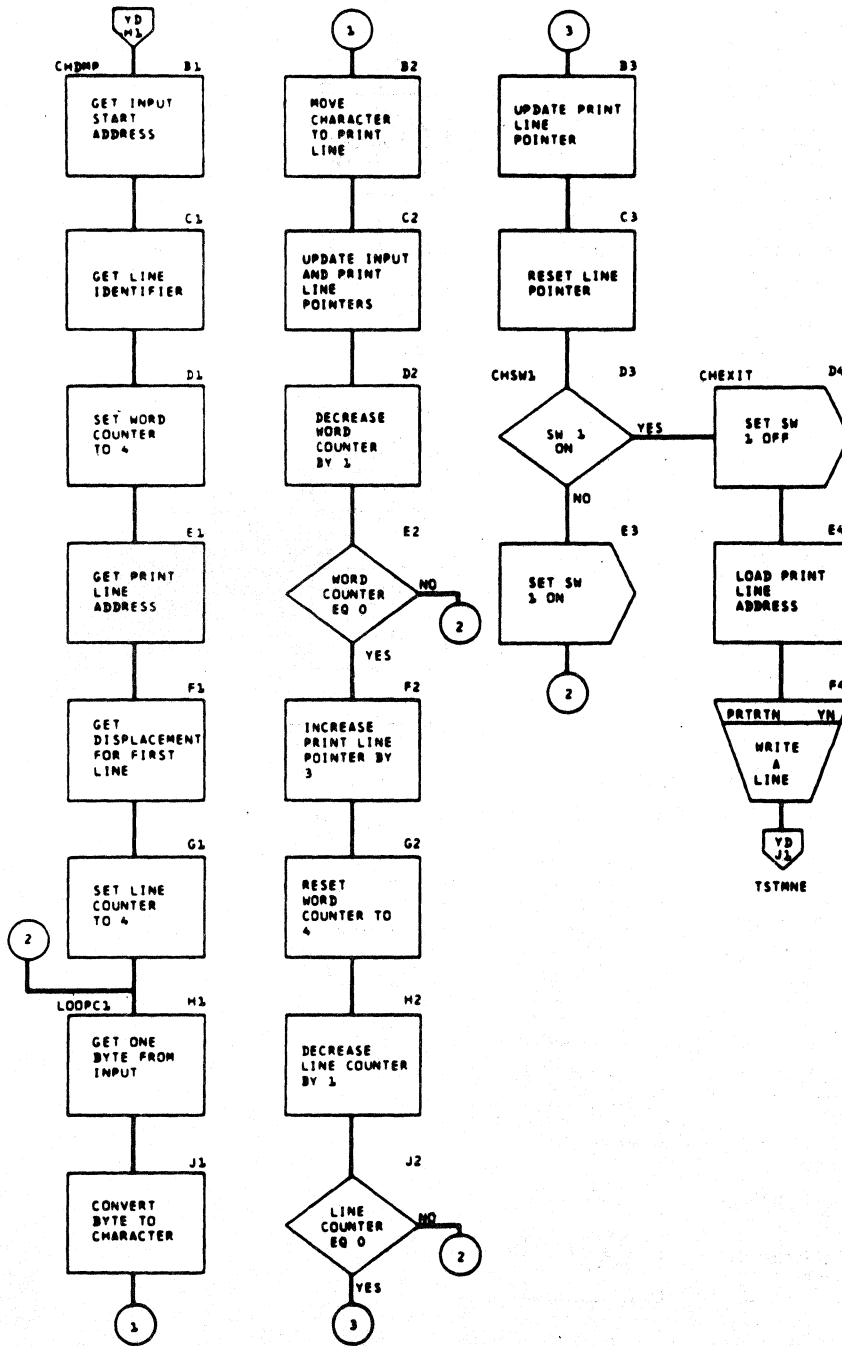 YD
H1
CHDMP B1
GET INPUT
START
ADDRESS
C1
GET LINE
IDENTIFIER
D1
SET WORD
COUNTER
TO 4
E1
GET PRINT
LINE
ADDRESS
F1
GET
DISPLACEMENT
FOR FIRST
LINE
G1
SET LINE
COUNTER
TO 4
2
LOOPC1 H1
GET ONE
BYTE FROM
INPUT
J1
CONVERT
BYTE TO
CHARACTER
1
1
B2
MOVE
CHARACTER
TO PRINT
LINE
C2
UPDATE INPUT
AND PRINT
LINE
POINTERS
D2
DECREASE
WORD
COUNTER
BY 1
E2
WORD
COUNTER
EQ 0
NO
2
YES
F2
INCREASE
PRINT LINE
POINTER BY
3
G2
RESET
WORD
COUNTER TO
4
H2
DECREASE
LINE COUNTER
BY 1
J2
LINE
COUNTER
EQ 0
NO
2
YES
3
3
B3
UPDATE PRINT
LINE
POINTER
C3
RESET LINE
POINTER
CHSW1 D3
SW 1
ON
YES
NO
E3
SET SW
1 ON
2
CHEXIT D4
SET SW
1 OFF
E4
LOAD PRINT
LINE
ADDRESS
F4
PRTRTN YN
WRITE
A
LINE
YD
J1
TSTMNE